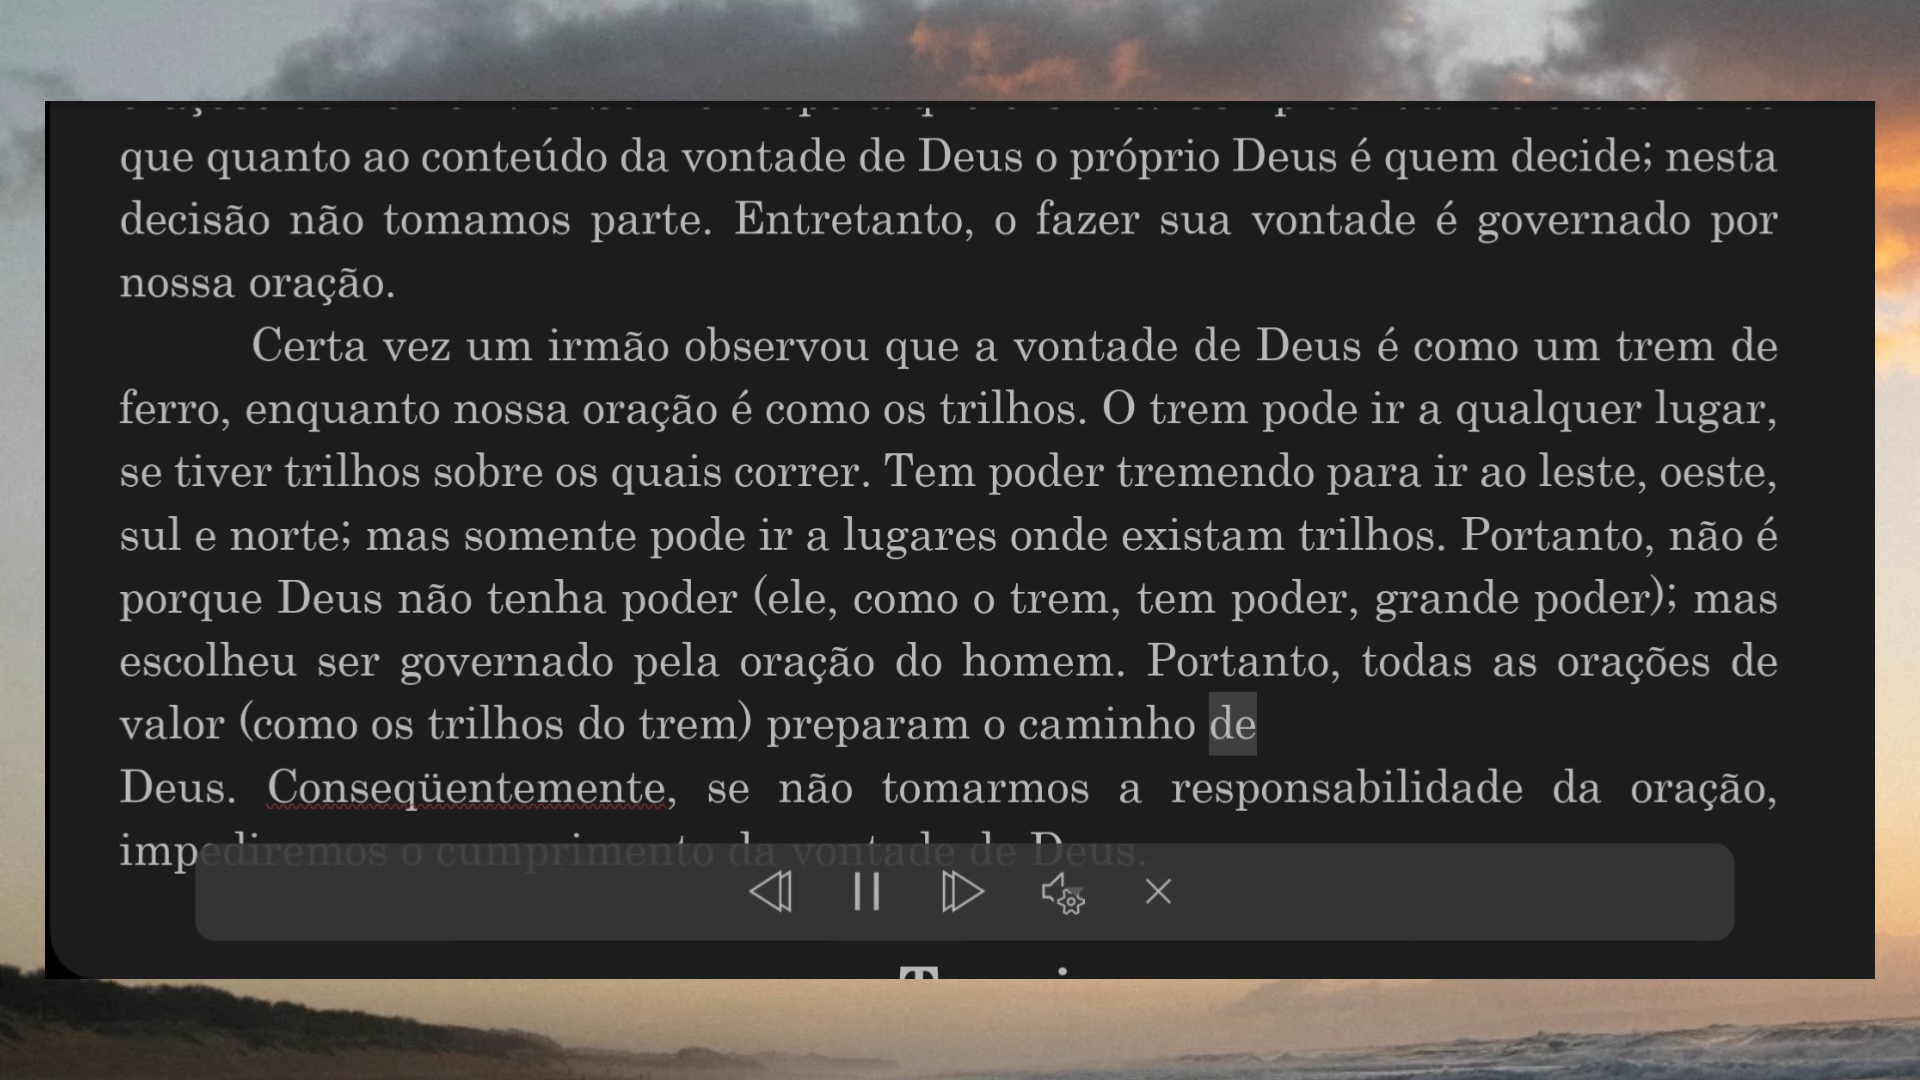 que quanto ao conteúdo da vontade de Deus o próprio Deus é quem decide; nesta
decisão não tomamos parte. Entretanto, o fazer sua vontade é governado por
nossa oração.
Certa vez um irmão observou que a vontade de Deus é como um trem de
ferro, enquanto nossa oração é como os trilhos. O trem pode ir a qualquer lugar,
se tiver trilhos sobre os quais correr. Tem poder tremendo para ir ao leste, oeste,
sul e norte; mas somente pode ir a lugares onde existam trilhos. Portanto, não é
porque Deus não tenha poder (ele, como o trem, tem poder, grande poder); mas
escolheu ser governado pela oração do homem. Portanto, todas as orações de
valor (como os trilhos do trem) preparam o caminho de
Deus. Conseqüentemente, se não tomarmos a responsabilidade da oração,
impediremos o cumprimento da vontade de Deus.